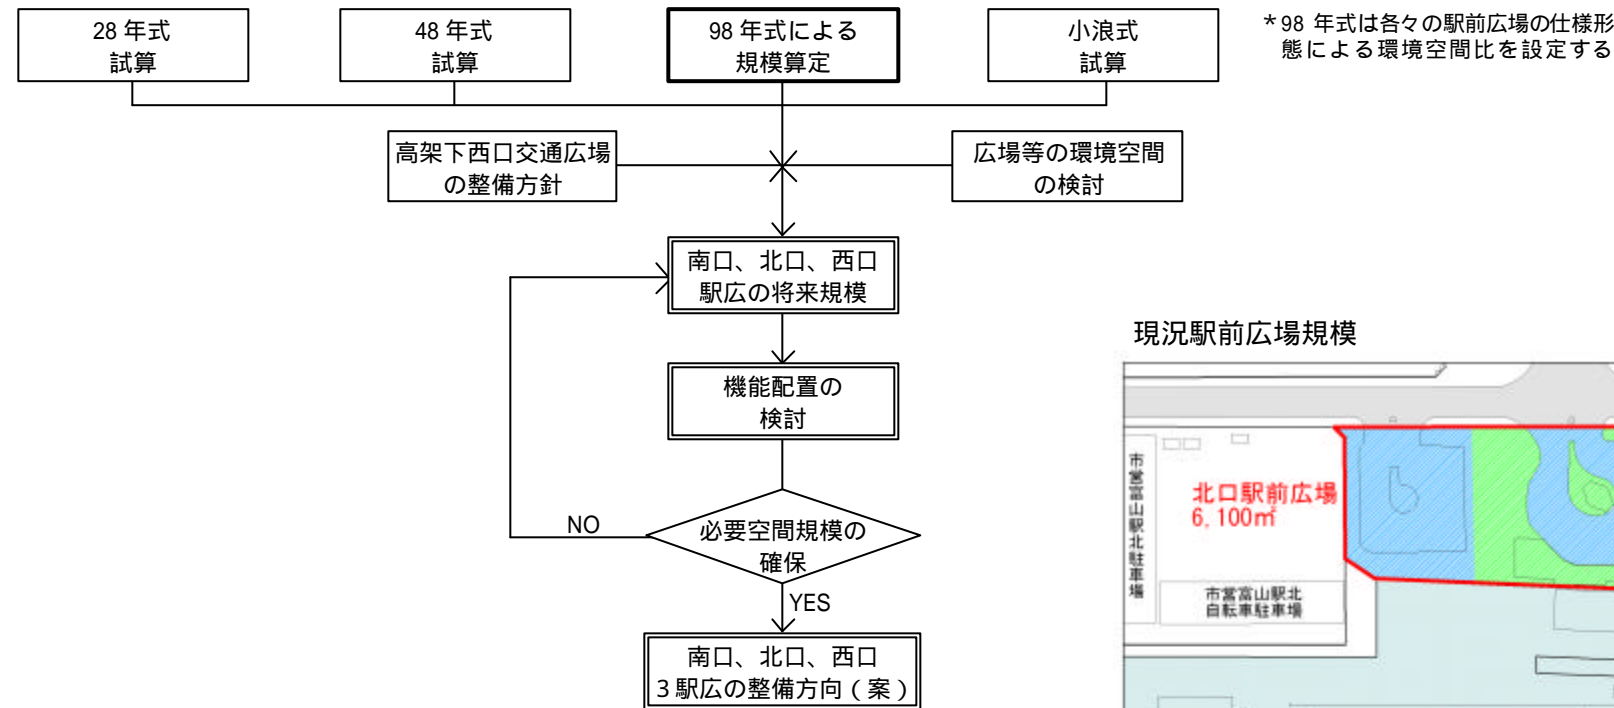 28 年式
試算
48 年式
試算
98 年式による
規模算定
小浪式
試算
*98 年式は各々の駅前広場の仕様形
態による環境空間比を設定する
高架下西口交通広場
の整備方針
広場等の環境空間
の検討
南口、北口、西口
駅広の将来規模
機能配置の
検討
NO
必要空間規模の
確保
YES
南口、北口、西口
3駅広の整備方向(案)
現況駅前広場規模
市営富山駅北駐車場
北口駅前広場
6,100㎡
市営富山駅北
自転車駐車場